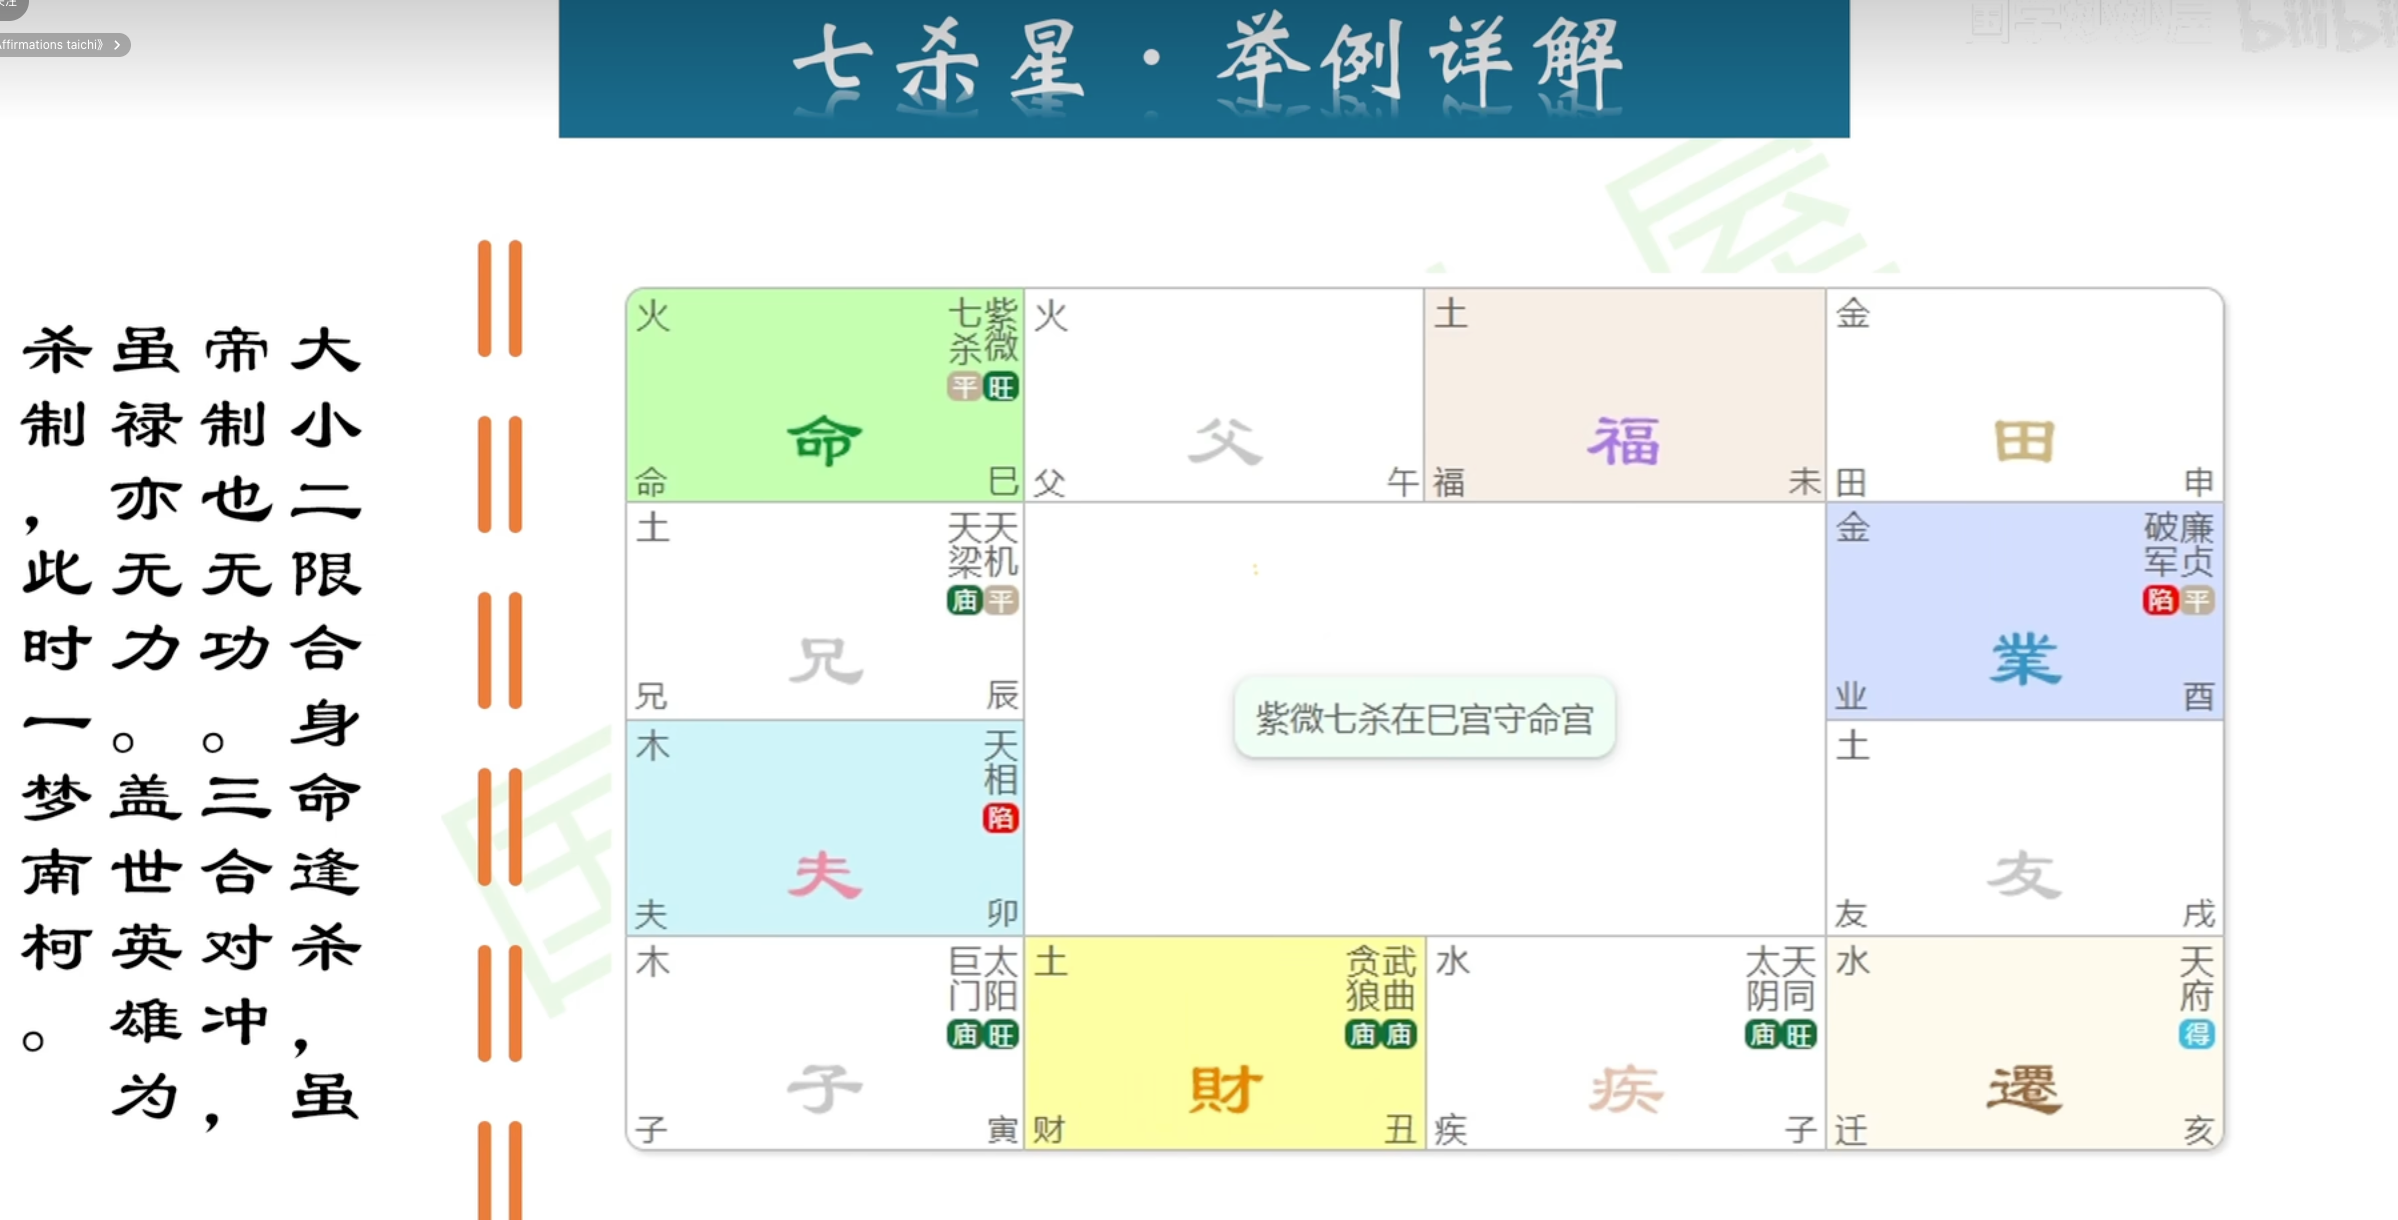 ffirmations taichi》 >
七杀星·举例详解
大小二限合身命逢杀，虽
帝制也无功。三合对冲，
虽禄亦无力。盖世英雄为
杀制，此时一梦南柯。
火
紫微
七杀
旺
平
命
命
巳
火
父
父
午
土
福
福
未
金
田
田
申
土
天机
天梁
平
庙
兄
兄
辰
紫微七杀在巳宫守命宫
金
廉贞
破军
平
陷
業
业
酉
木
天相
陷
夫
夫
卯
土
友
友
戌
木
太阳
巨门
旺
庙
子
子
寅
土
武曲
贪狼
庙
庙
財
财
丑
水
天同
太阴
旺
庙
疾
疾
子
水
天府
得
遷
迁
亥